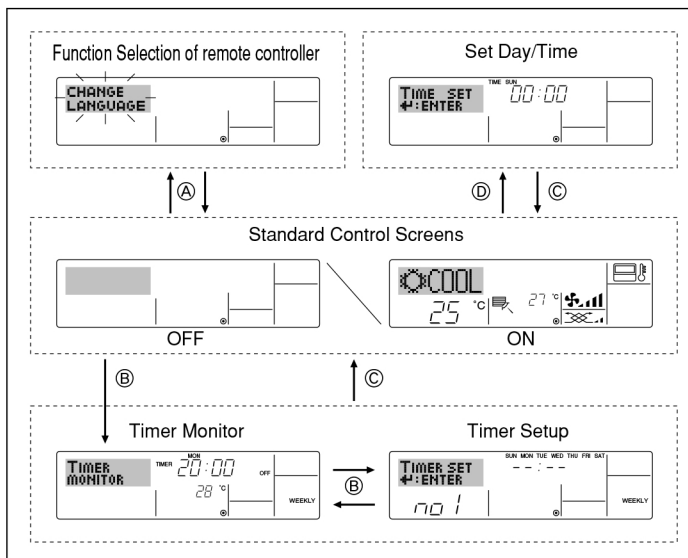 Function Selection of remote controller
CHANGE
LANGUAGE
Set Day/Time
TIME SUN
TIME SET
↵:ENTER
00:00
Ⓐ
Ⓓ
Ⓒ
Standard Control Screens
OFF
COOL
25 °C
27 °C
ON
Ⓑ
Ⓒ
Timer Monitor
TIMER
MONITOR
MON
TIMER 20:00 OFF
28 °C
WEEKLY
Ⓑ
Timer Setup
SUN MON TUE WED THU FRI SAT
TIMER SET
↵:ENTER
--:--
no 1
WEEKLY